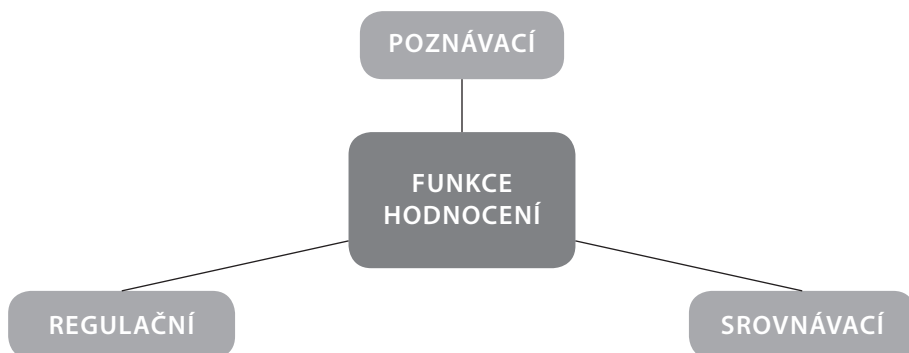 POZNÁVACÍ
FUNKCE
HODNOCENÍ
REGULAČNÍ
SROVNÁVACÍ